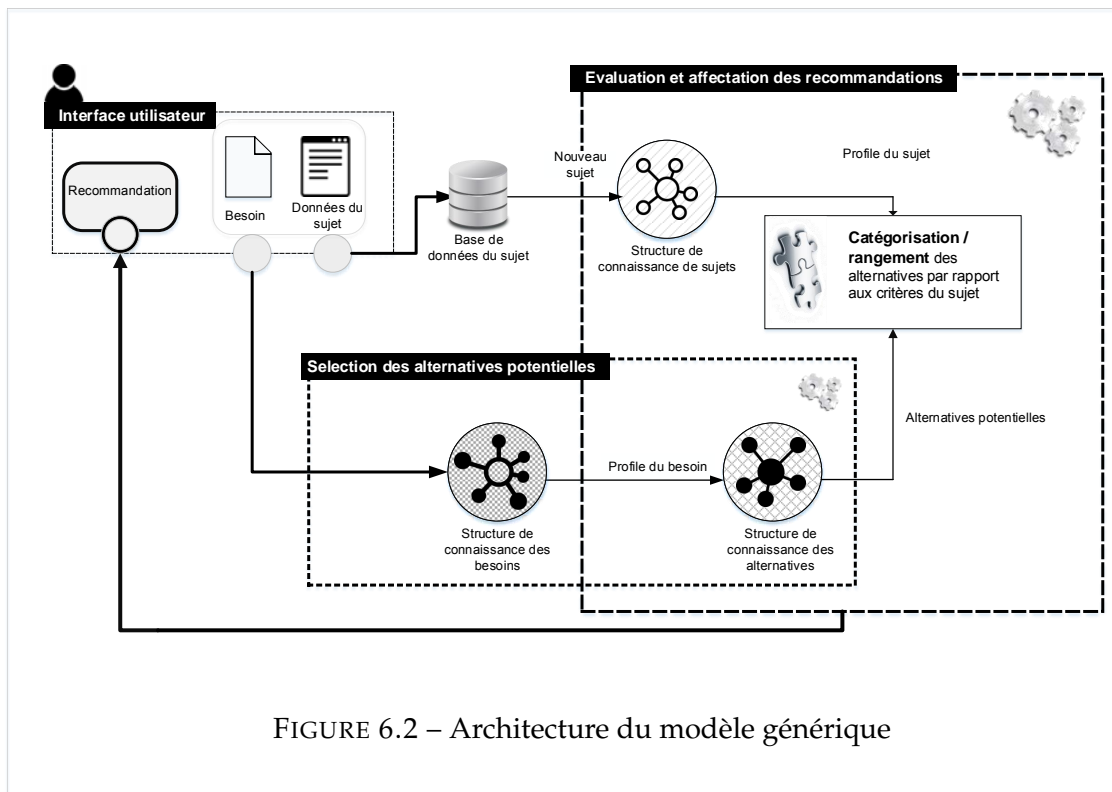 Evaluation et affectation des recommandations
Interface utilisateur
Recommandation
Besoin
Données du
sujet
Base de
données du sujet
Nouveau
sujet
Structure de
connaissance de sujets
Profile du sujet
Catégorisation /
rangement des
alternatives par rapport
aux critères du sujet
Selection des alternatives potentielles
Structure de
connaissance des
besoins
Profile du besoin
Structure de
connaissance des
alternatives
Alternatives potentielles
FIGURE 6.2 – Architecture du modèle générique